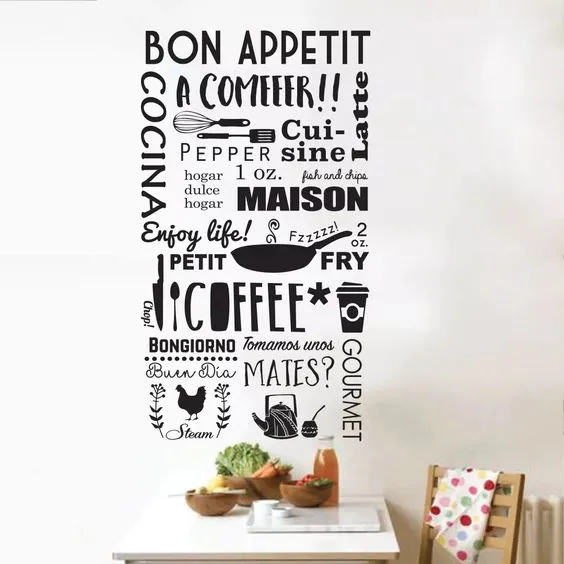 BON APPETIT
COCINA
A COMEEER!!
Latte
PEPPER
Cui-
sine
hogar
dulce
hogar
1 oz.
fish and chips
MAISON
Enjoy life!
Fzzzzz!
2
oz.
PETIT
FRY
Chop!
COFFEE*
BONGIORNO
Tomamos unos
Buen Día
MATES?
GOURMET
Steam